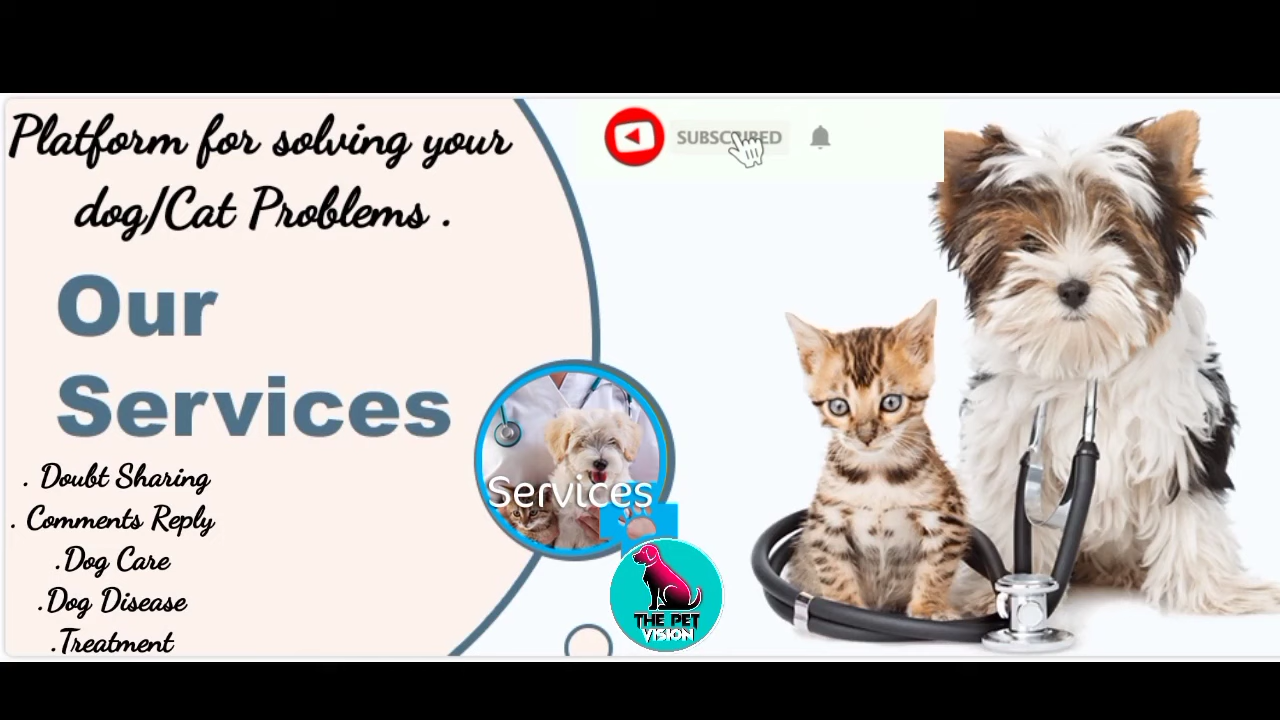 Platform for solving your
dog/Cat Problems .
SUBSCRIBED
Our
Services
. Doubt Sharing
. Comments Reply
.Dog Care
.Dog Disease
.Treatment
Services
THE PET
VISION